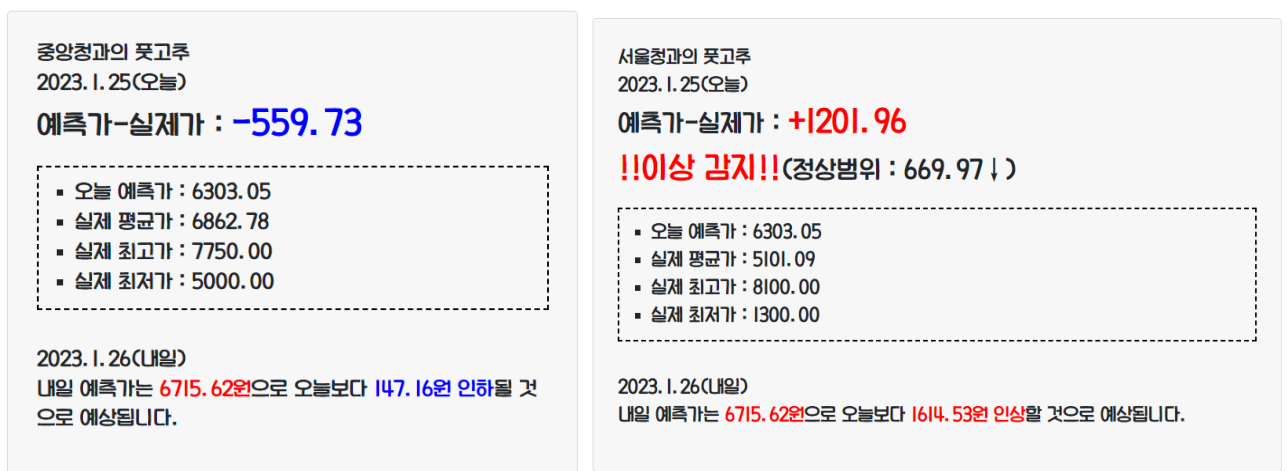 중앙청과의 풋고추
2023.1.25(오늘)
예측가-실제가 : -559.73
▪ 오늘 예측가 : 6303.05
▪ 실제 평균가 : 6862.78
▪ 실제 최고가 : 7750.00
▪ 실제 최저가 : 5000.00
2023.1.26(내일)
내일 예측가는 6715.62원으로 오늘보다 147.16원 인하될 것
으로 예상됩니다.
서울청과의 풋고추
2023.1.25(오늘)
예측가-실제가 : +1201.96
!!이상 감지!!(정상범위 : 669.97↓)
▪ 오늘 예측가 : 6303.05
▪ 실제 평균가 : 5101.09
▪ 실제 최고가 : 8100.00
▪ 실제 최저가 : 1300.00
2023.1.26(내일)
내일 예측가는 6715.62원으로 오늘보다 1614.53원 인상할 것으로 예상됩니다.